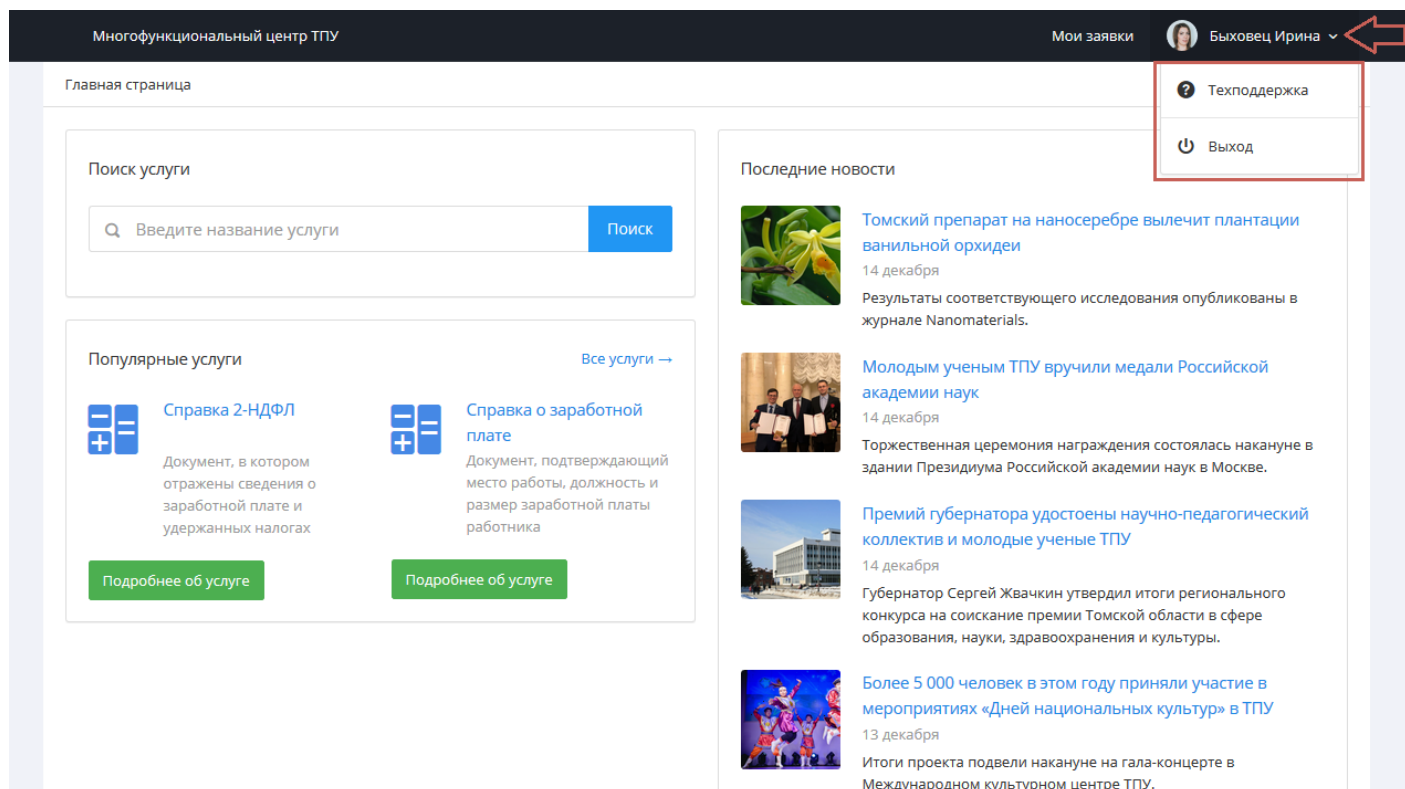 Многофункциональный центр ТПУ
Мои заявки
Быховец Ирина
Главная страница
Техподдержка
Выход
Поиск услуги
Введите название услуги
Поиск
Популярные услуги
Все услуги →
Справка 2-НДФЛ
Документ, в котором
отражены сведения о
заработной плате и
удержанных налогах
Подробнее об услуге
Справка о заработной
плате
Документ, подтверждающий
место работы, должность и
размер заработной платы
работника
Подробнее об услуге
Последние новости
Томский препарат на наносеребре вылечит плантации
ванильной орхидеи
14 декабря
Результаты соответствующего исследования опубликованы в
журнале Nanomaterials.
Молодым ученым ТПУ вручили медали Российской
академии наук
14 декабря
Торжественная церемония награждения состоялась накануне в
здании Президиума Российской академии наук в Москве.
Премий губернатора удостоены научно-педагогический
коллектив и молодые ученые ТПУ
14 декабря
Губернатор Сергей Жвачкин утвердил итоги регионального
конкурса на соискание премии Томской области в сфере
образования, науки, здравоохранения и культуры.
Более 5 000 человек в этом году приняли участие в
мероприятиях «Дней национальных культур» в ТПУ
13 декабря
Итоги проекта подвели накануне на гала-концерте в
Международном культурном центре ТПУ.